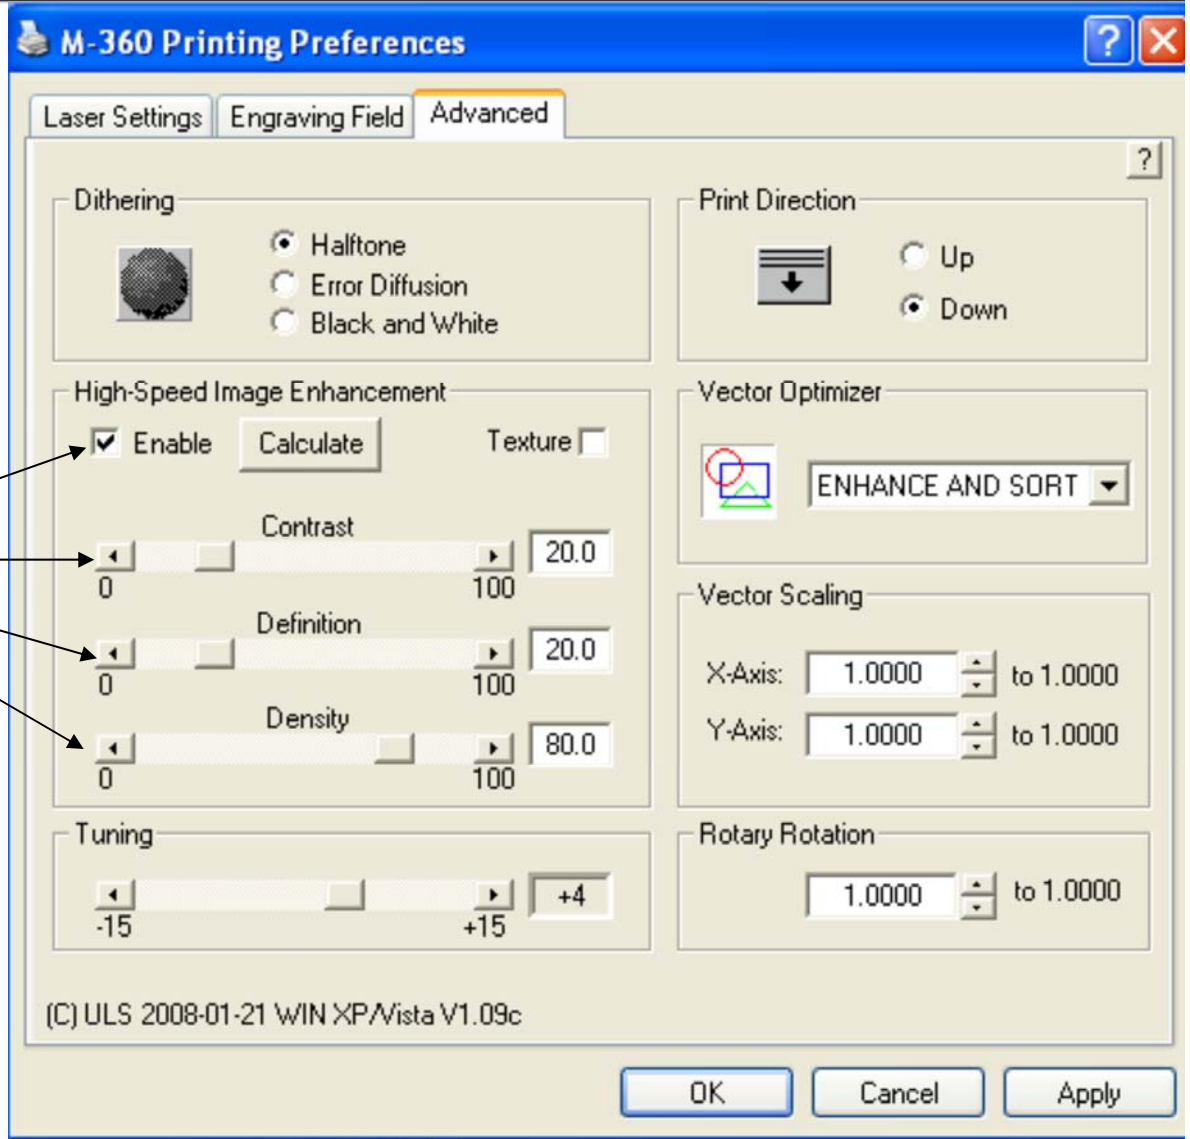 M-360 Printing Preferences
?
Laser Settings
Engraving Field
Advanced
?
Dithering
Halftone
Error Diffusion
Black and White
Print Direction
Up
Down
High-Speed Image Enhancement
Enable
Calculate
Texture
Contrast
20.0
0
100
Definition
20.0
0
100
Density
80.0
0
100
Vector Optimizer
ENHANCE AND SORT
Vector Scaling
X-Axis: 1.0000 to 1.0000
Y-Axis: 1.0000 to 1.0000
Tuning
+4
-15
+15
Rotary Rotation
1.0000 to 1.0000
(C) ULS 2008-01-21 WIN XP/Vista V1.09c
OK
Cancel
Apply